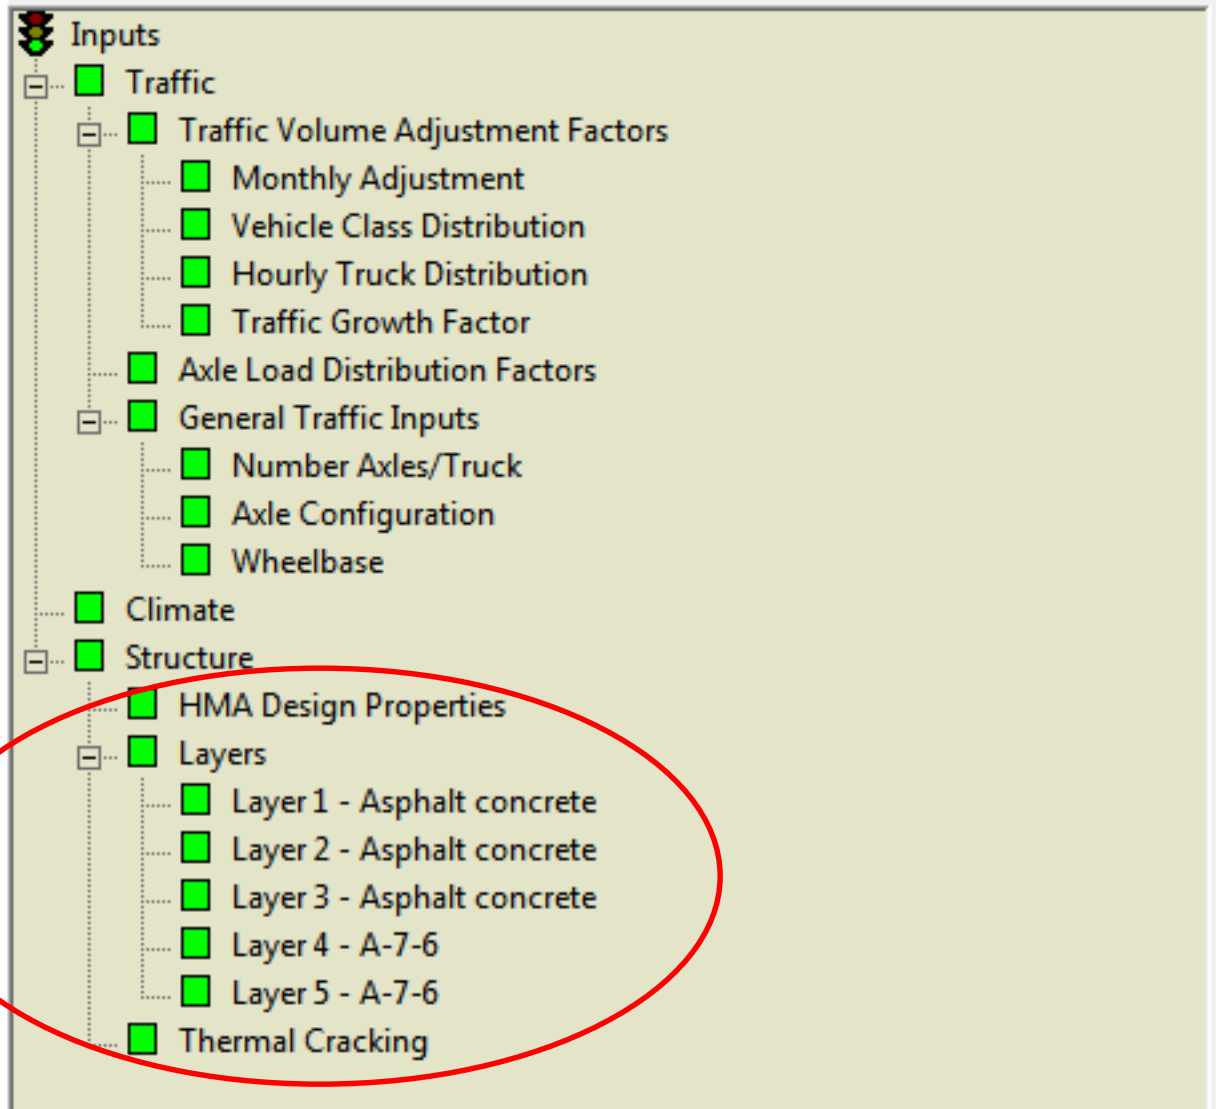 Inputs
Traffic
Traffic Volume Adjustment Factors
Monthly Adjustment
Vehicle Class Distribution
Hourly Truck Distribution
Traffic Growth Factor
Axle Load Distribution Factors
General Traffic Inputs
Number Axles/Truck
Axle Configuration
Wheelbase
Climate
Structure
HMA Design Properties
Layers
Layer 1 - Asphalt concrete
Layer 2 - Asphalt concrete
Layer 3 - Asphalt concrete
Layer 4 - A-7-6
Layer 5 - A-7-6
Thermal Cracking